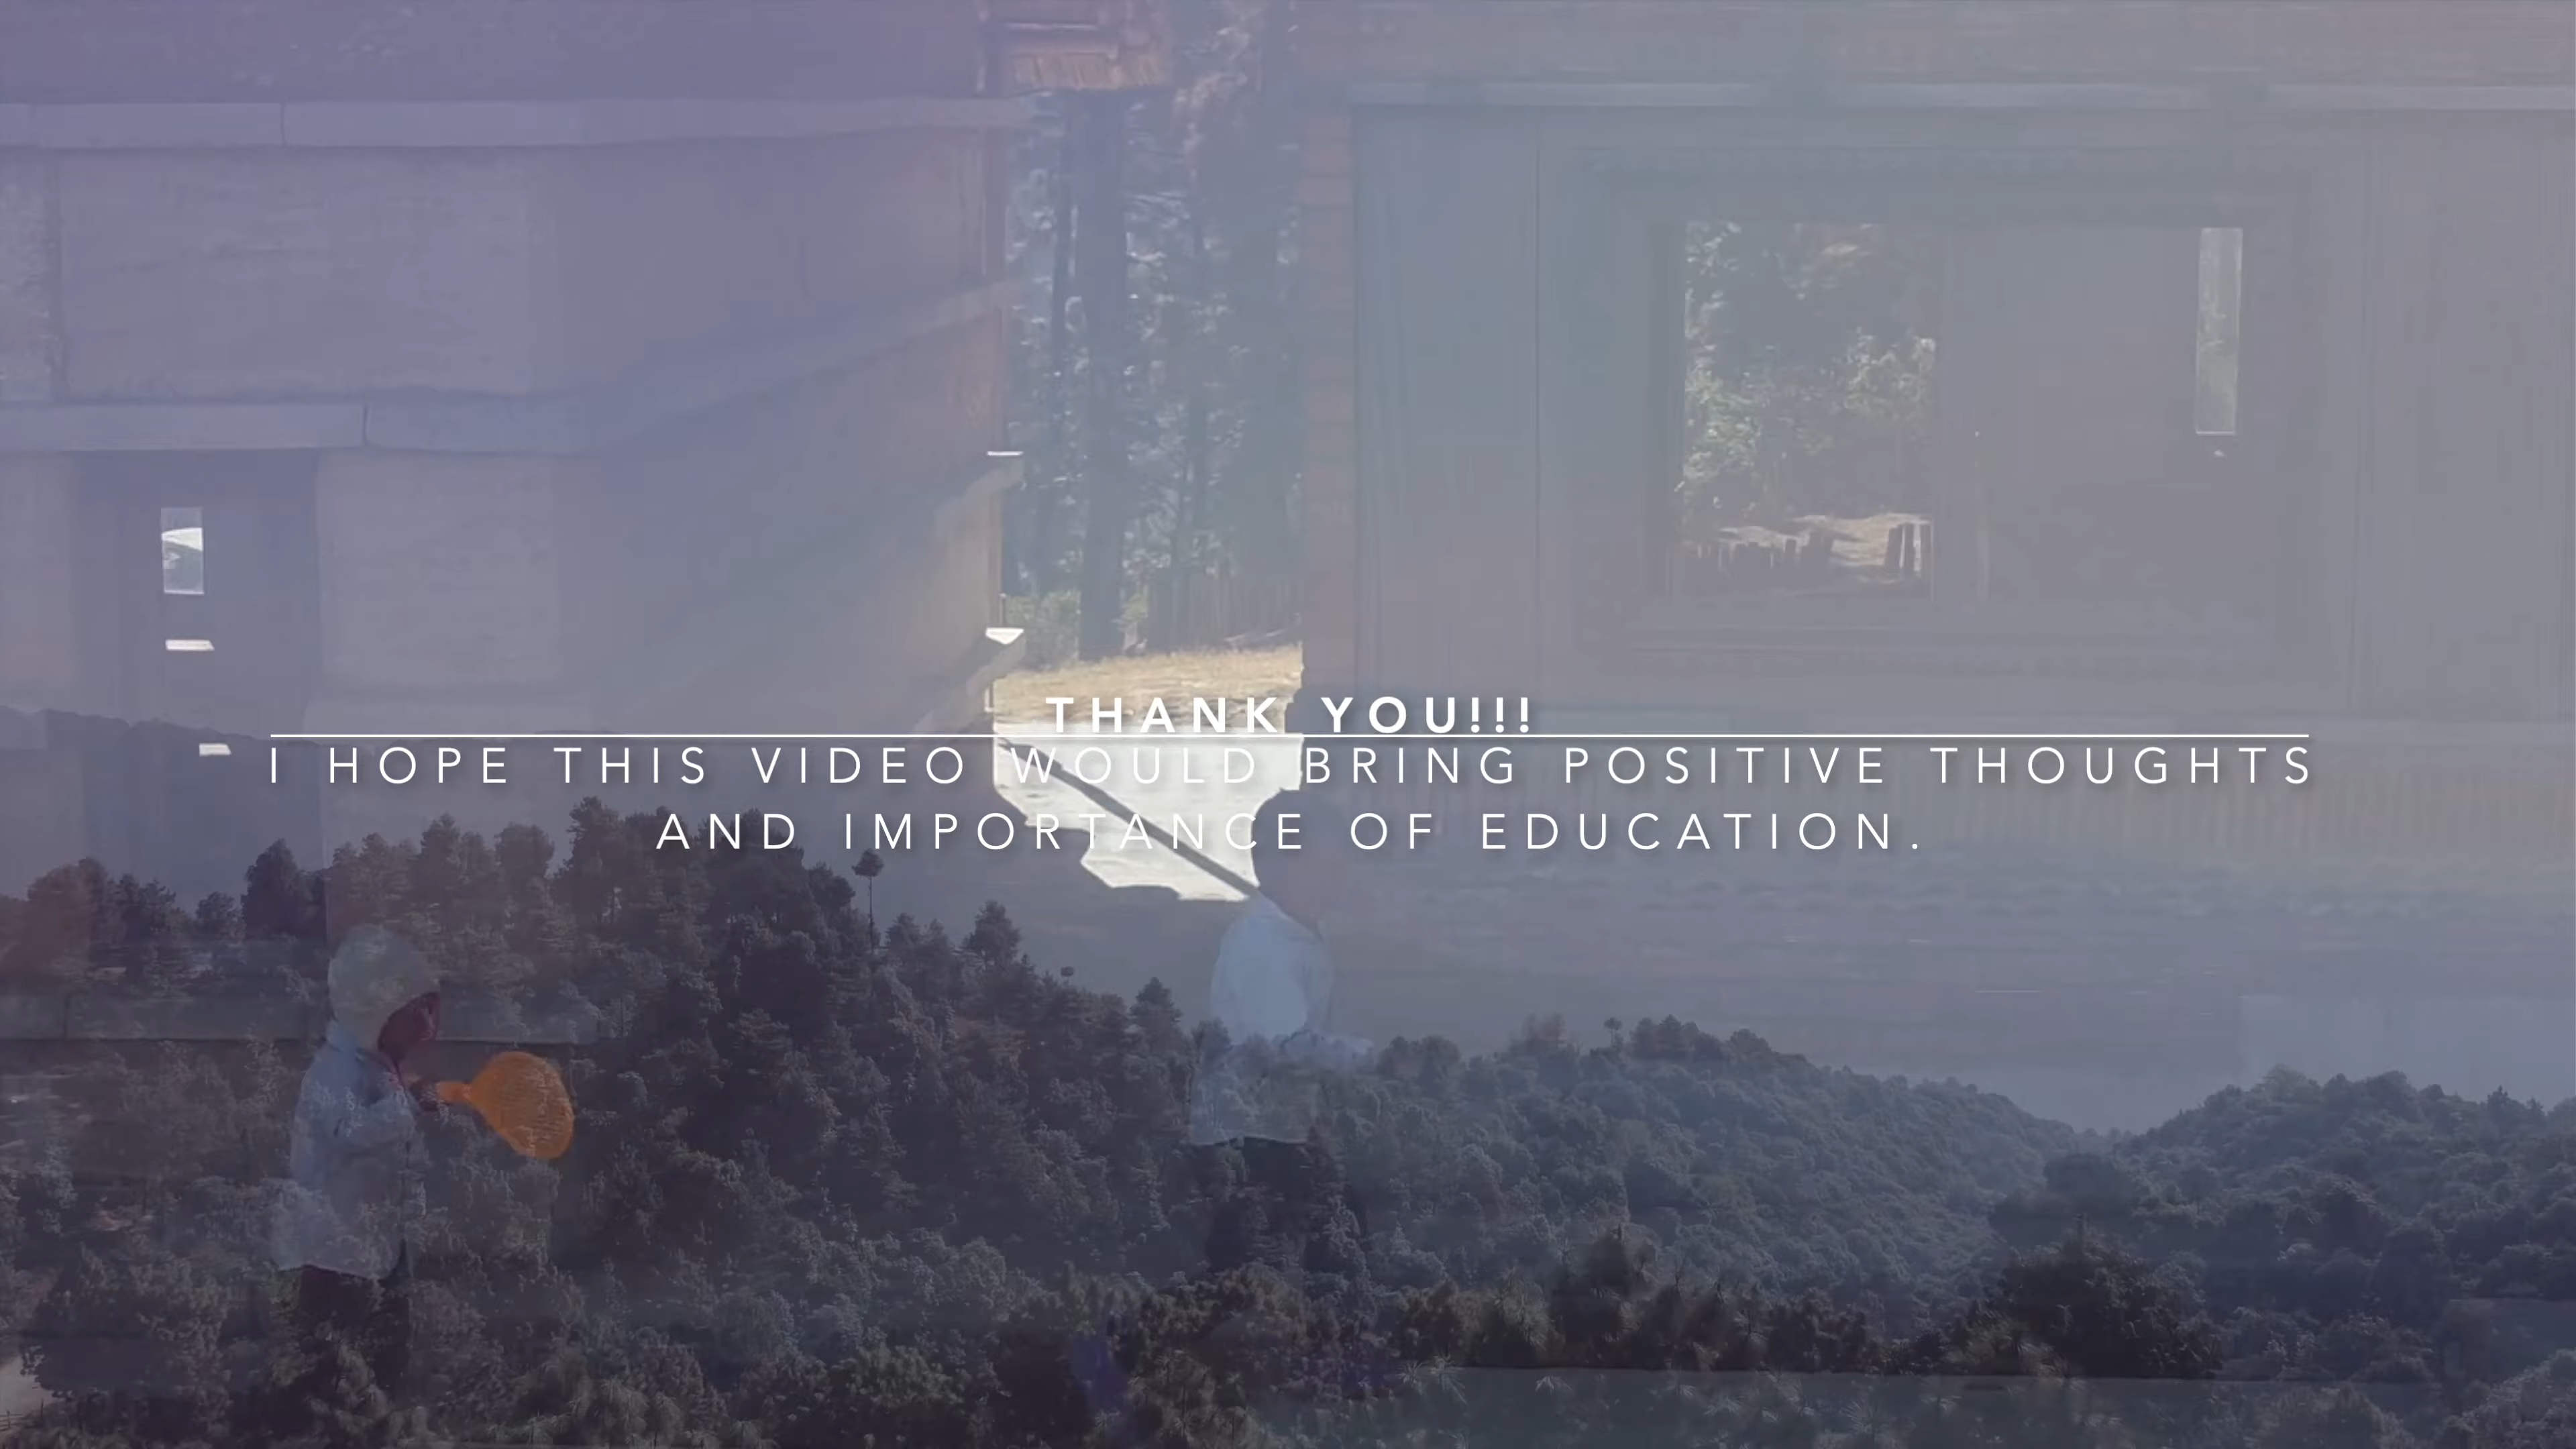 THANK YOU!!!
I HOPE THIS VIDEO WOULD BRING POSITIVE THOUGHTS
AND IMPORTANCE OF EDUCATION.